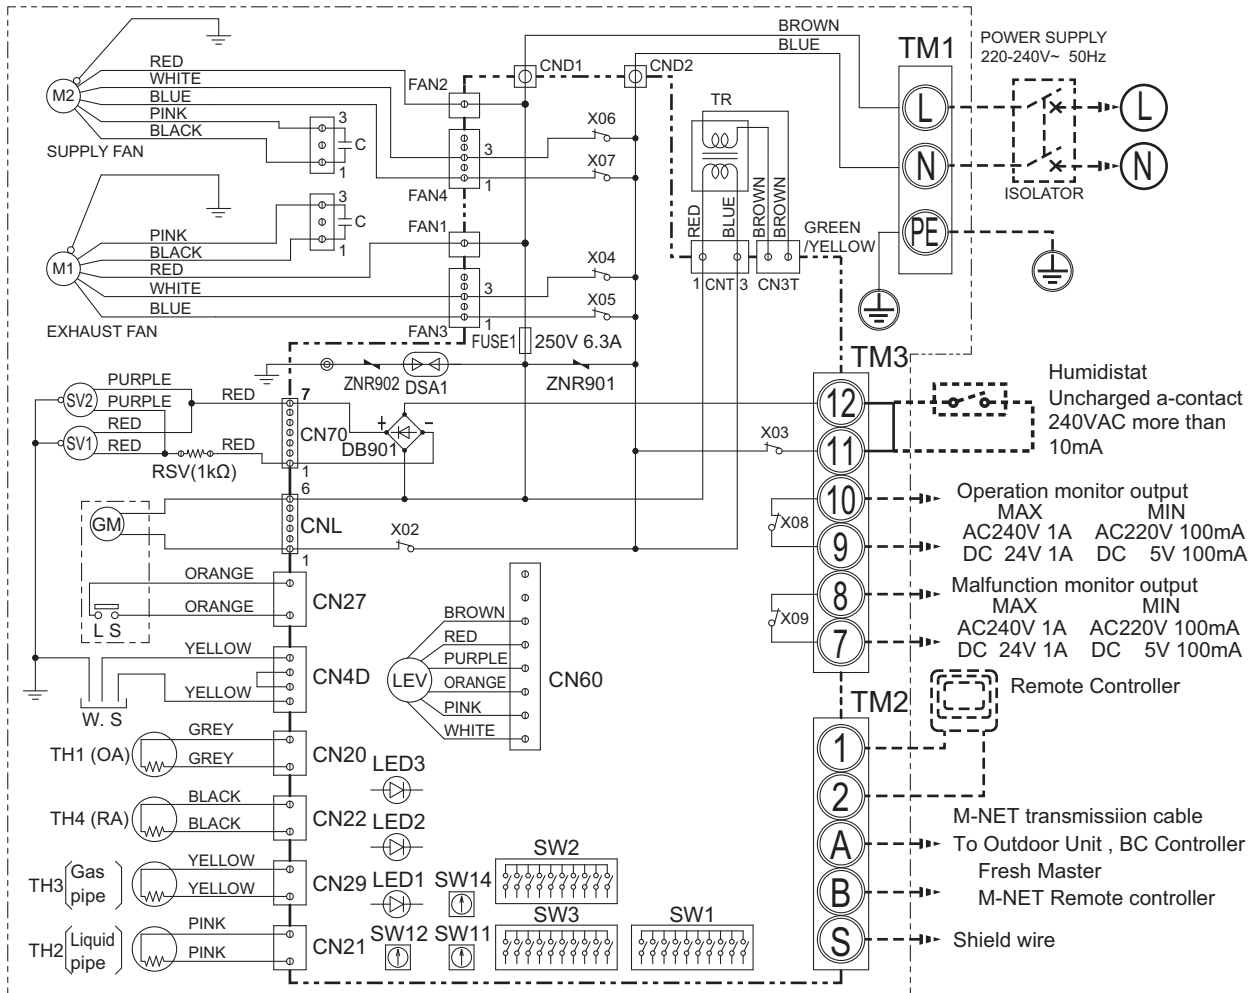 BROWN
BLUE
TM1
POWER SUPPLY
220-240V~ 50Hz
L
N
PE
L
N
ISOLATOR
CND1
CND2
M2
RED
WHITE
BLUE
PINK
BLACK
SUPPLY FAN
3
C
1
FAN2
3
1
FAN4
X06
X07
TR
RED
BLUE
BROWN
BROWN
GREEN
/YELLOW
1 CNT 3 CN3T
M1
PINK
BLACK
RED
WHITE
BLUE
EXHAUST FAN
3
C
1
FAN1
3
1
FAN3
X04
X05
FUSE1 250V 6.3A
ZNR902 DSA1
ZNR901
TM3
12
11
10
9
8
7
Humidistat
Uncharged a-contact
240VAC more than
10mA
X03
X08
X09
Operation monitor output
MAX MIN
AC240V 1A AC220V 100mA
DC 24V 1A DC 5V 100mA
Malfunction monitor output
MAX MIN
AC240V 1A AC220V 100mA
DC 24V 1A DC 5V 100mA
SV2
PURPLE
PURPLE
RED
SV1
RED
RED
RED
RSV(1kΩ)
7
CN70
1
+ −
DB901
6
CNL
1
X02
GM
L S
ORANGE
ORANGE
CN27
YELLOW
YELLOW
CN4D
W. S
LEV
BROWN
RED
PURPLE
ORANGE
PINK
WHITE
CN60
TH1 (OA)
GREY
GREY
CN20
TH4 (RA)
BLACK
BLACK
CN22
TH3
Gas
pipe
YELLOW
YELLOW
CN29
TH2
Liquid
pipe
PINK
PINK
CN21
LED3
LED2
LED1
SW14
SW12
SW11
SW2
SW3
SW1
TM2
1
2
A
B
S
Remote Controller
M-NET transmissiion cable
To Outdoor Unit , BC Controller
Fresh Master
M-NET Remote controller
Shield wire